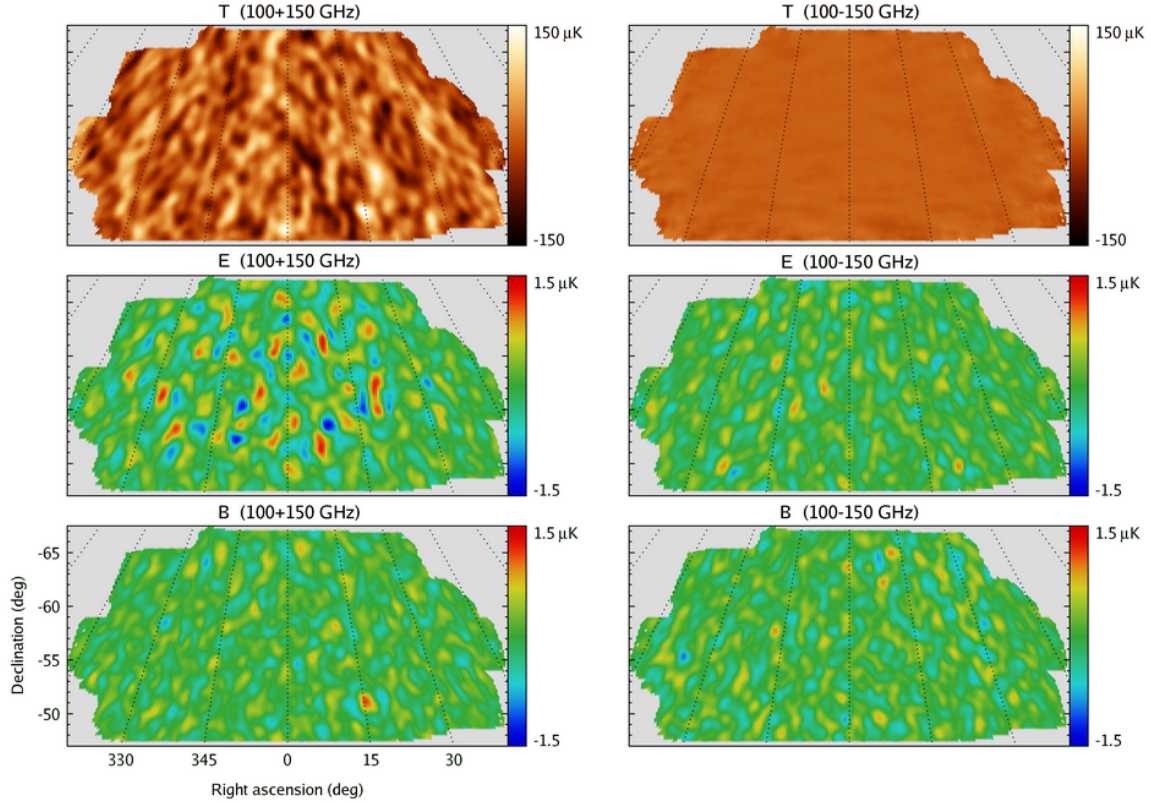 T (100+150 GHz)
150 µK
-150
T (100-150 GHz)
150 µK
-150
E (100+150 GHz)
1.5 µK
-1.5
E (100-150 GHz)
1.5 µK
-1.5
B (100+150 GHz)
1.5 µK
-1.5
B (100-150 GHz)
1.5 µK
-1.5
Declination (deg)
-65
-60
-55
-50
330 345 0 15 30
Right ascension (deg)